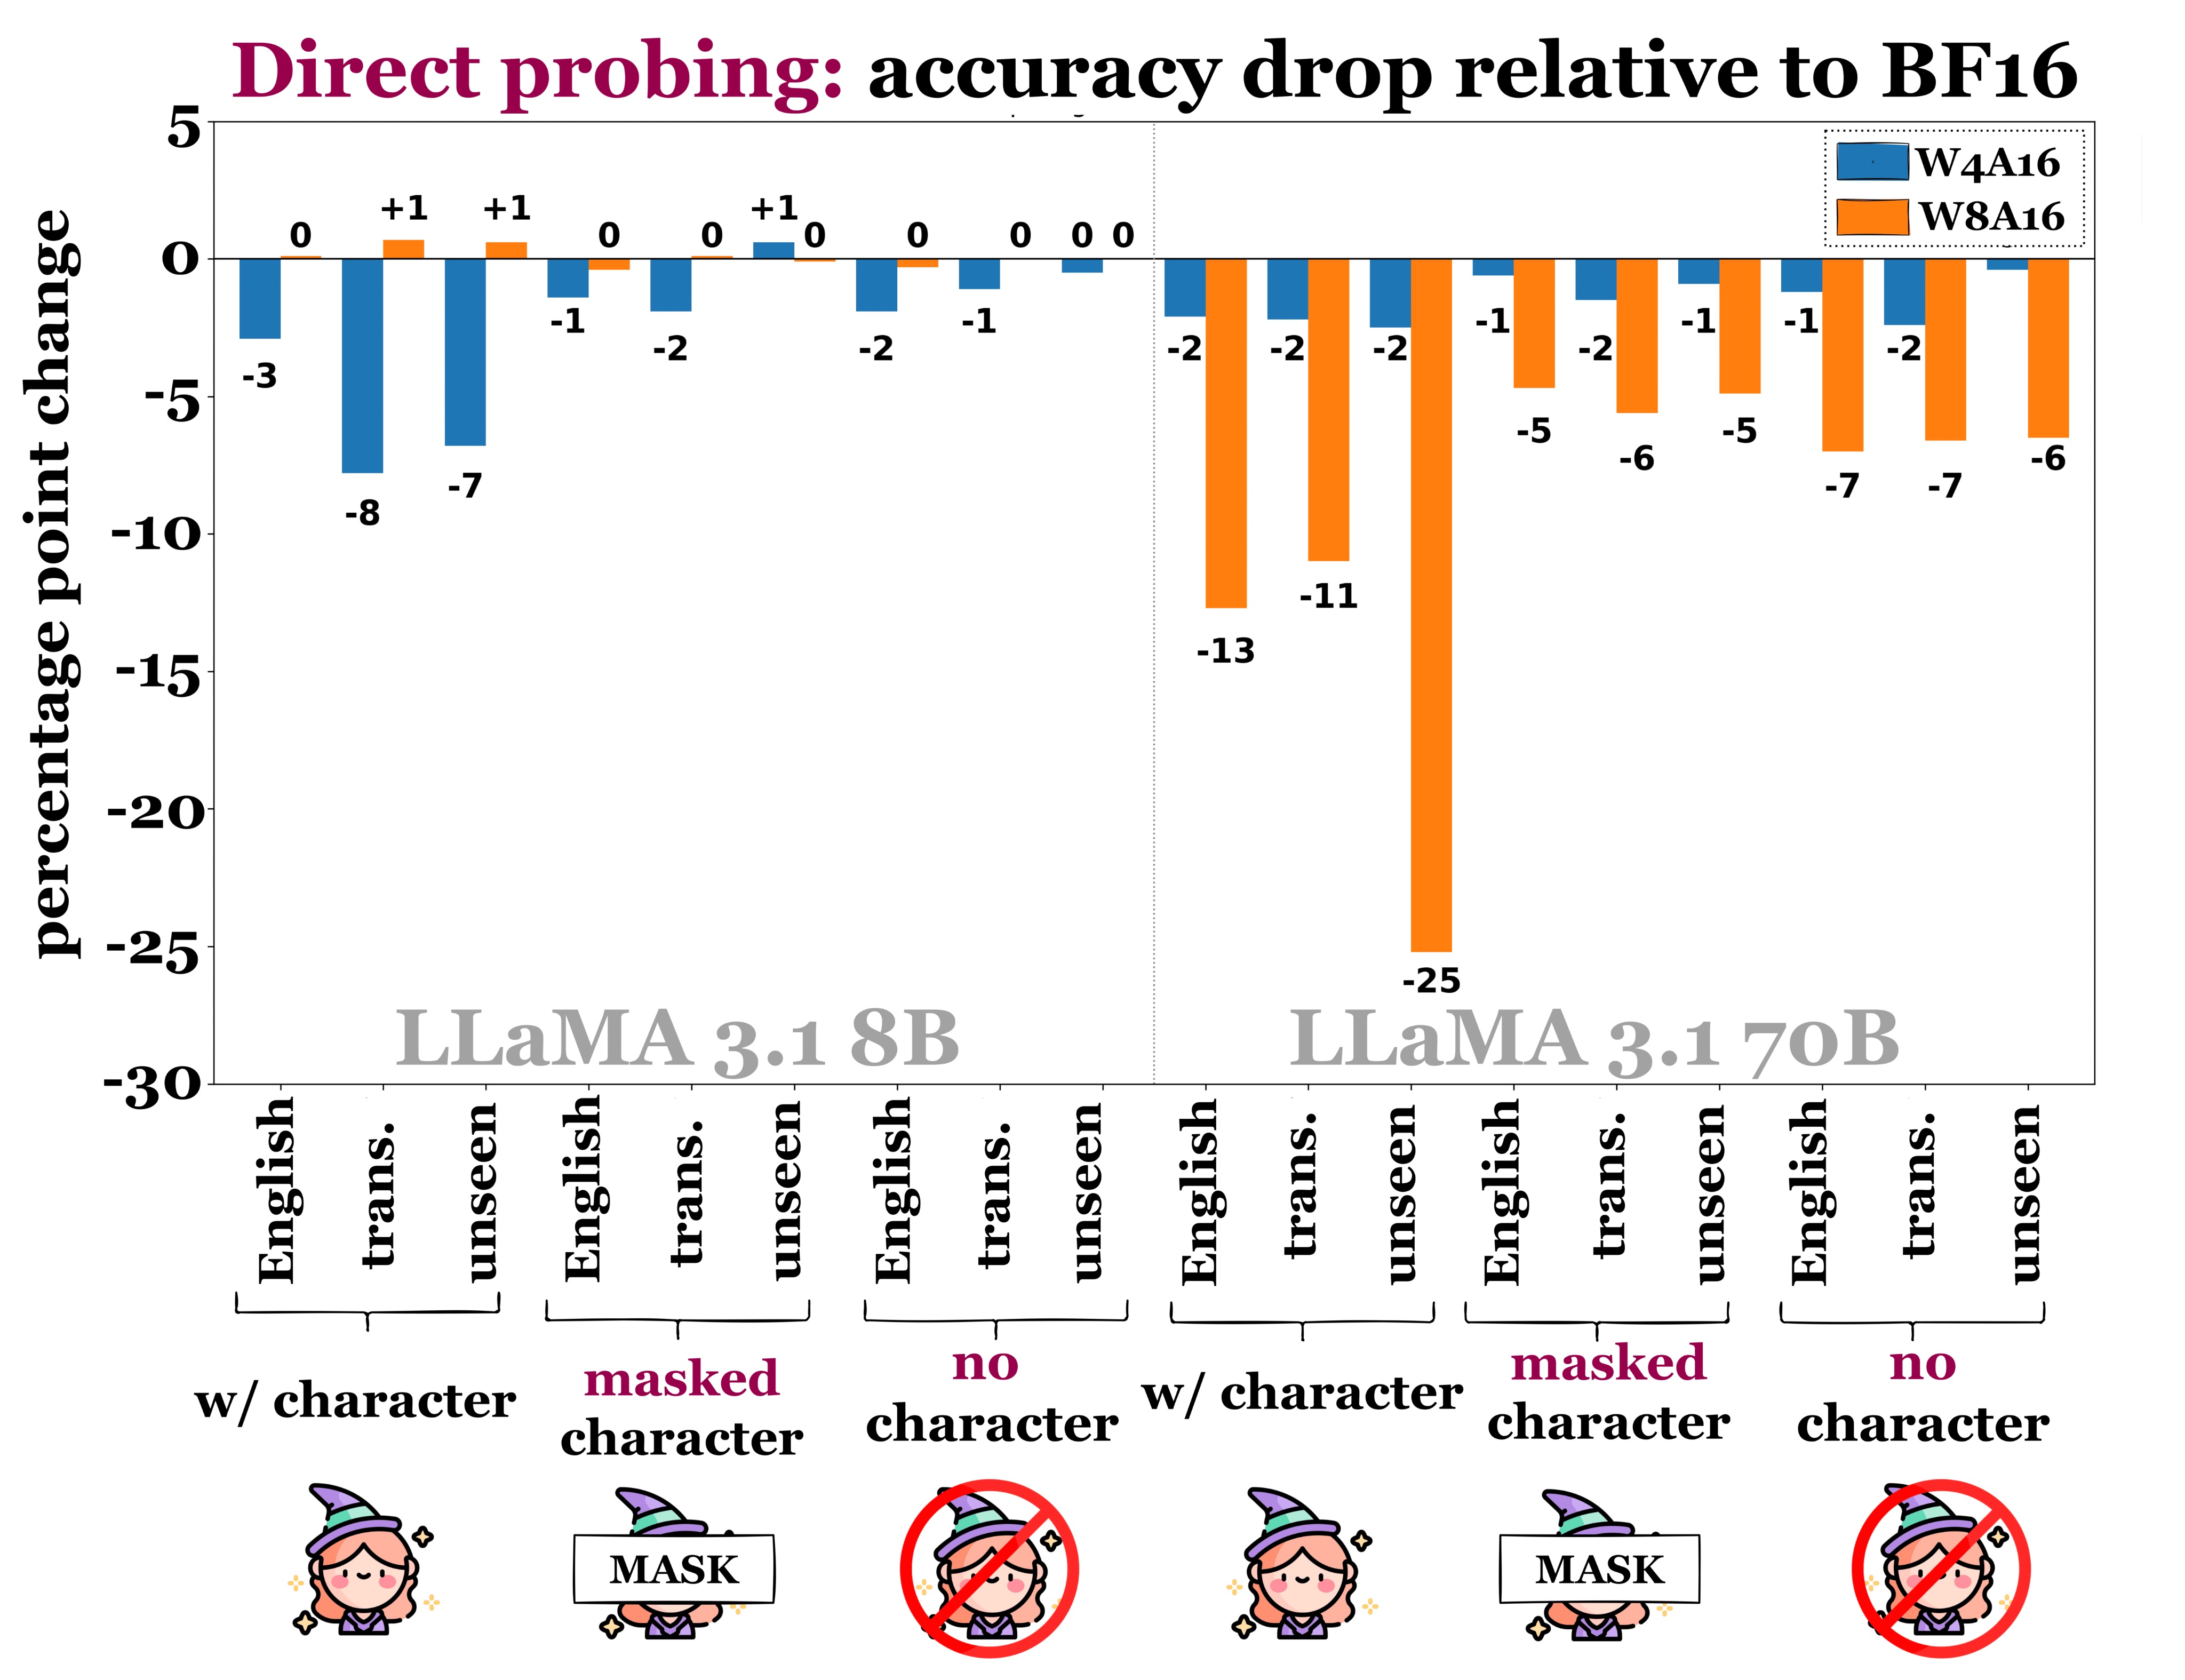 Direct probing: accuracy drop relative to BF16
percentage point change
5
0
-5
-10
-15
-20
-25
-30
W4A16
W8A16
0
+1
+1
0
0
+1
0
0
0
0
0
-3
-8
-7
-1
-2
-2
-1
-2
-13
-2
-11
-2
-25
-1
-5
-2
-6
-1
-5
-1
-7
-2
-7
-6
LLaMA 3.1 8B
LLaMA 3.1 70B
English
trans.
unseen
English
trans.
unseen
English
trans.
unseen
English
trans.
unseen
English
trans.
unseen
English
trans.
unseen
w/ character
masked
character
no
character
w/ character
masked
character
no
character
MASK
MASK